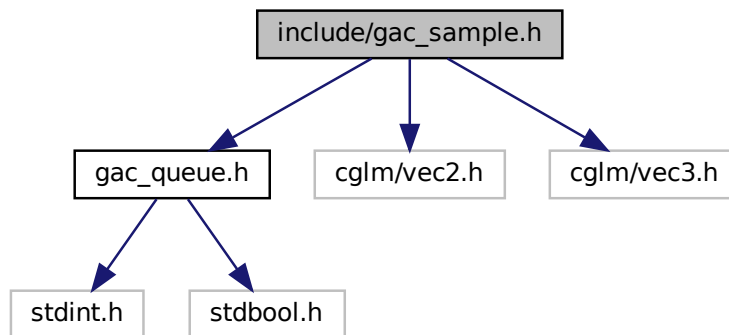 include/gac_sample.h
gac_queue.h
cglm/vec2.h
cglm/vec3.h
stdint.h
stdbool.h